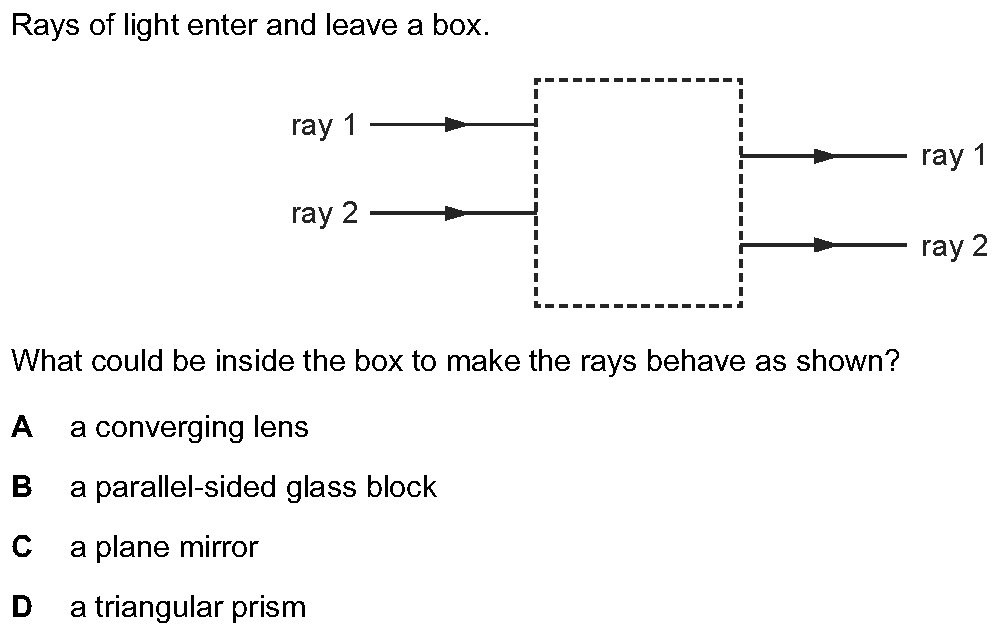 Rays of light enter and leave a box.
ray 1
ray 1
ray 2
ray 2
What could be inside the box to make the rays behave as shown?
A a converging lens
B a parallel-sided glass block
C a plane mirror
D a triangular prism